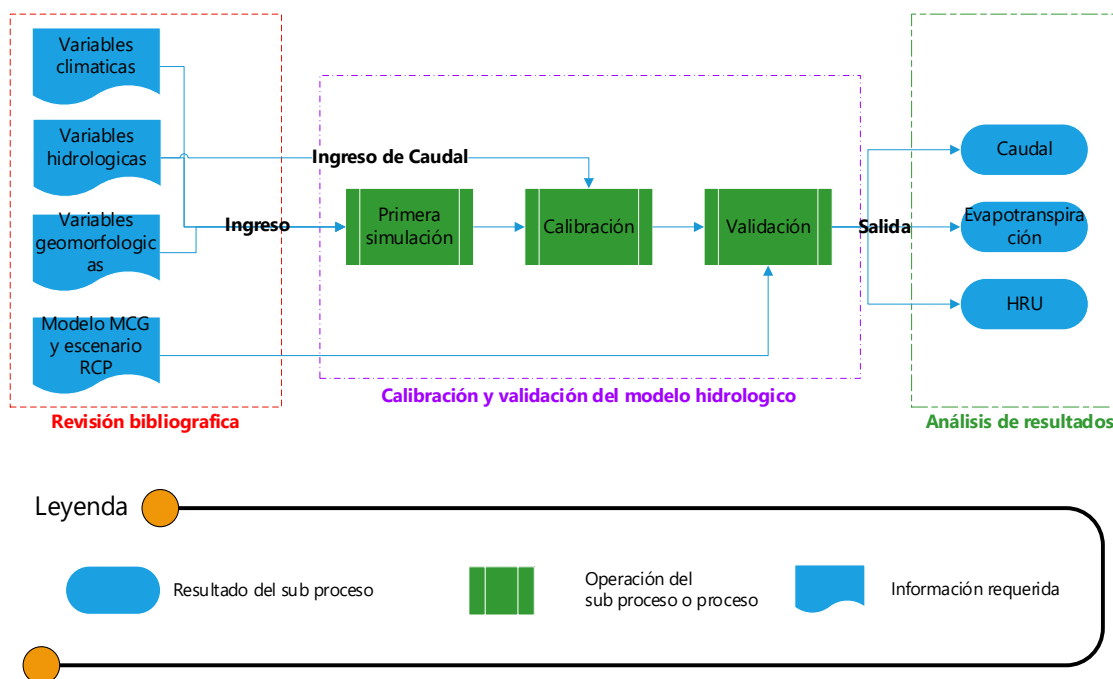 Variables
climaticas
Variables
hidrologicas
Variables
geomorfologic
as
Modelo MCG
y escenario
RCP
Revisión bibliografica
Ingreso de Caudal
Ingreso
Primera
simulación
Calibración
Validación
Calibración y validación del modelo hidrologico
Salida
Caudal
Evapotranspira
ción
HRU
Análisis de resultados
Leyenda
Resultado del sub proceso
Operación del
sub proceso o proceso
Información requerida